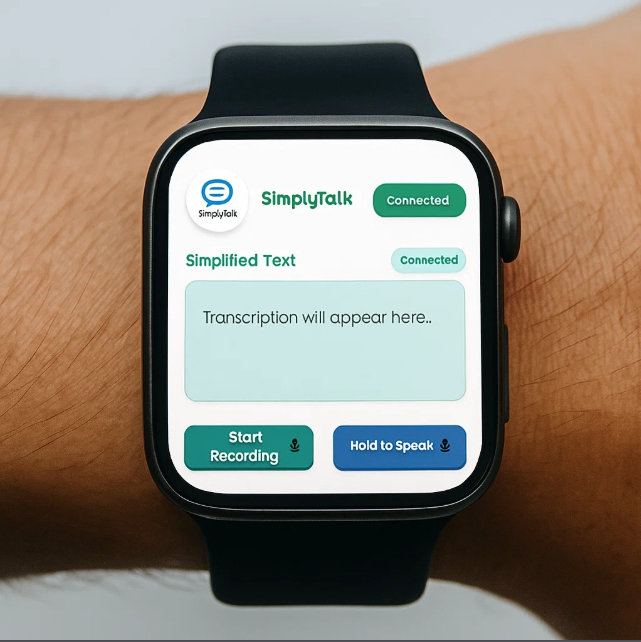 SimplyTalk
SimplyTalk
Connected
Simplified Text
Connected
Transcription will appear here..
Start
Recording
Hold to Speak